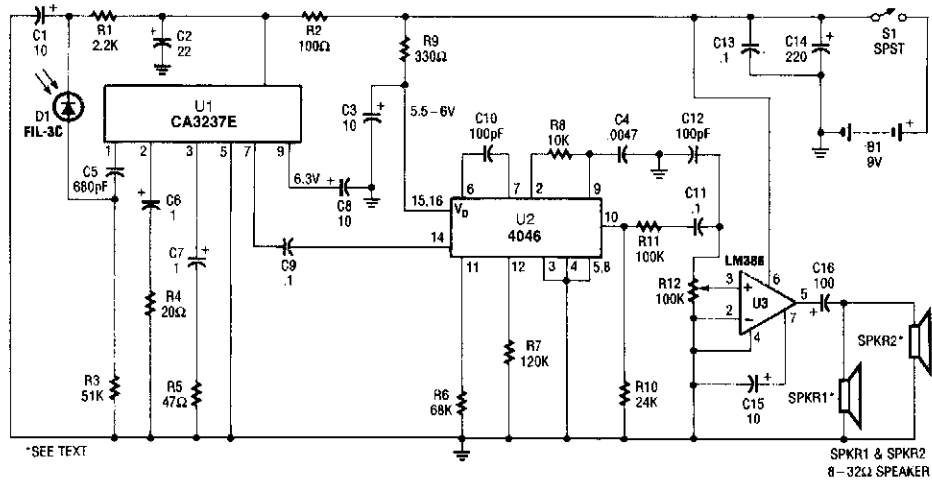 C1
10
R1
2.2K
C2
22
R2
100Ω
R9
330Ω
C13
.1
C14
220
S1
SPST
D1
FIL-3C
U1
CA3237E
1
2
3
5
7
9
C3
10
5.5-6V
C10
100pF
R8
10K
C4
.0047
C12
100pF
B1
9V
C5
680pF
6.3V
C8
10
C6
1
C7
1
C9
.1
15,16
VD
6
7
2
9
U2
4046
14
10
11
12
3
4
5,8
R11
100K
C11
.1
LM386
R12
100K
3
2
6
U3
5
7
4
C16
100
R4
20Ω
R3
51K
R5
47Ω
R6
68K
R7
120K
R10
24K
C15
10
SPKR1*
SPKR2*
*SEE TEXT
SPKR1 & SPKR2
8-32Ω SPEAKER